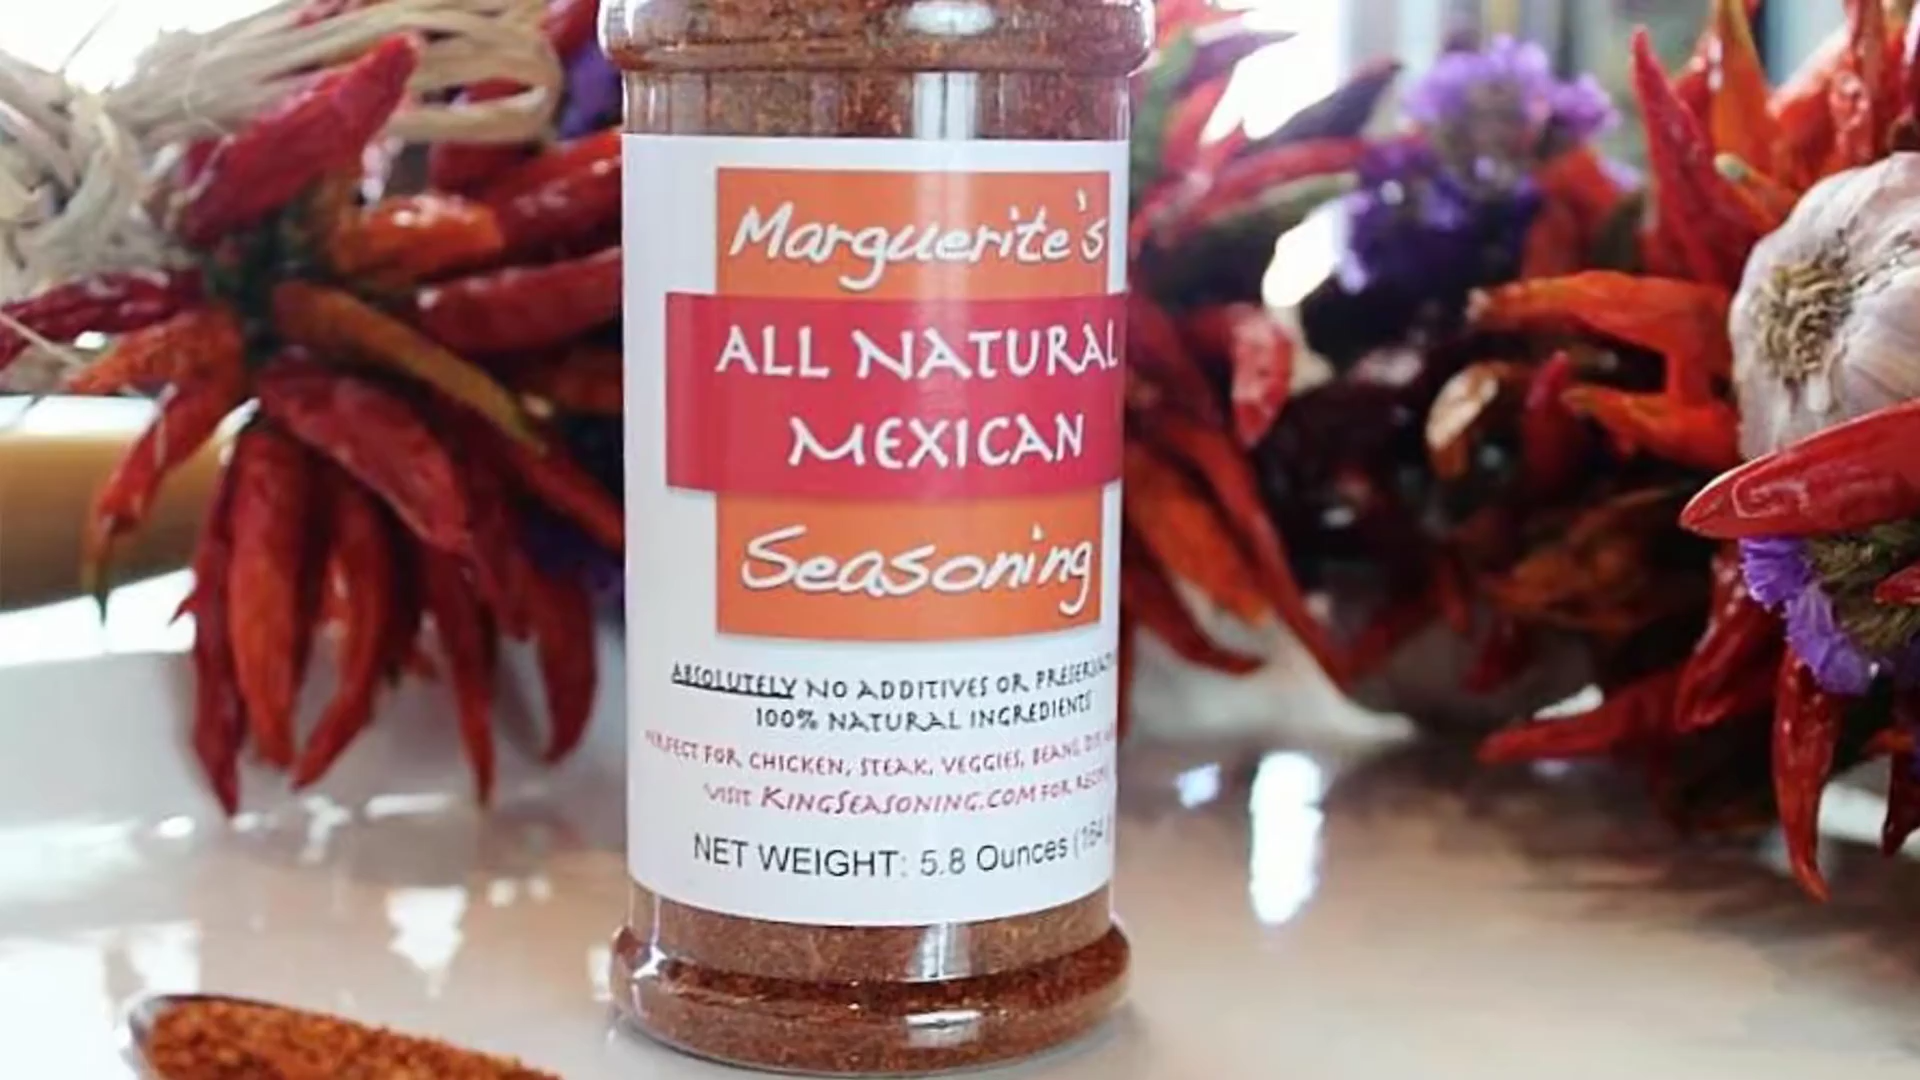 Marguerite's
ALL NATURAL
MEXICAN
Seasoning
ABSOLUTELY NO ADDITIVES OR
100% NATURAL INGREDIENTS
FOR CHICKEN, STEAK, VEGGIES, BEANS,
VISIT KINGSEASONING.COM FOR
NET WEIGHT: 5.8 Ounces (164